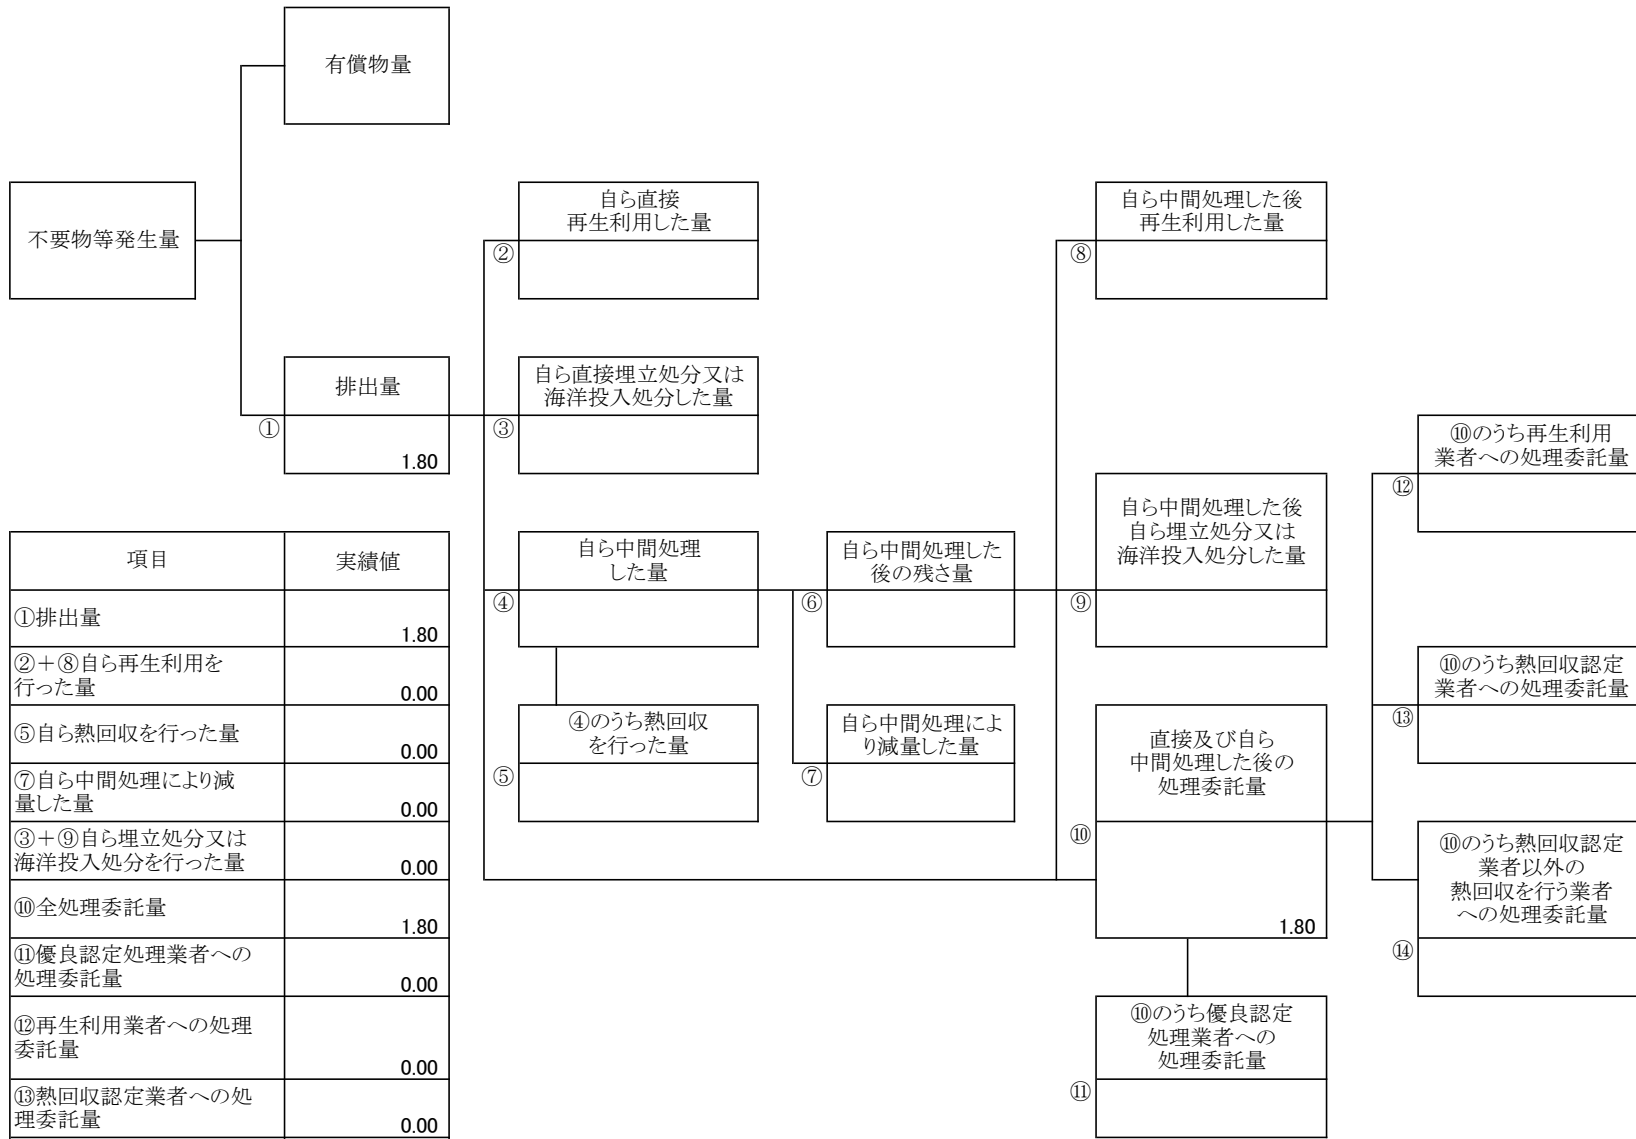 有償物量
不要物等発生量
自ら直接
再生利用した量
②
自ら中間処理した後
再生利用した量
⑧
排出量
①
1.80
自ら直接埋立処分又は
海洋投入処分した量
③
⑩のうち再生利用
業者への処理委託量
⑫
自ら中間処理した後
自ら埋立処分又は
海洋投入処分した量
⑨
自ら中間処理
した量
④
自ら中間処理した
後の残さ量
⑥
⑩のうち熱回収認定
業者への処理委託量
⑬
④のうち熱回収
を行った量
⑤
自ら中間処理によ
り減量した量
⑦
直接及び自ら
中間処理した後の
処理委託量
⑩
1.80
⑩のうち熱回収認定
業者以外の
熱回収を行う業者
への処理委託量
⑭
⑩のうち優良認定
処理業者への
処理委託量
⑪
項目 実績値
①排出量
1.80
②＋⑧自ら再生利用を
行った量
0.00
⑤自ら熱回収を行った量
0.00
⑦自ら中間処理により減
量した量
0.00
③＋⑨自ら埋立処分又は
海洋投入処分を行った量
0.00
⑩全処理委託量
1.80
⑪優良認定処理業者への
処理委託量
0.00
⑫再生利用業者への処理
委託量
0.00
⑬熱回収認定業者への処
理委託量
0.00